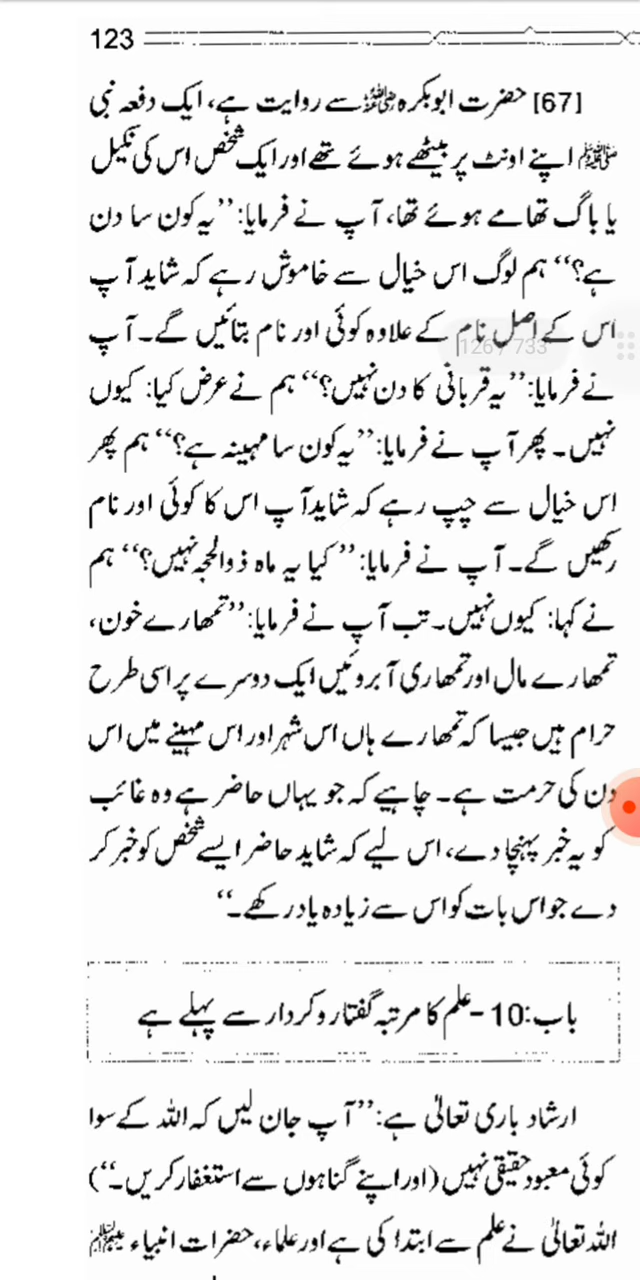 123
[67] حضرت ابوبکرہ رضی اللہ عنہ سے روایت ہے، ایک دفعہ نبی
ﷺ اپنے اونٹ پر بیٹھے ہوئے تھے اور ایک شخص اس کی نکیل
یا باگ تھامے ہوئے تھا، آپ نے فرمایا: ’’یہ کون سا دن
ہے؟‘‘ ہم لوگ اس خیال سے خاموش رہے کہ شاید آپ
اس کے اصل نام کے علاوہ کوئی اور نام بتائیں گے۔ آپ
126 / 733
نے فرمایا: ’’یہ قربانی کا دن نہیں؟‘‘ ہم نے عرض کیا: کیوں
نہیں۔ پھر آپ نے فرمایا: ’’یہ کون سا مہینہ ہے؟‘‘ ہم پھر
اس خیال سے چپ رہے کہ شاید آپ اس کا کوئی اور نام
رکھیں گے۔ آپ نے فرمایا: ’’کیا یہ ماہ ذوالحجہ نہیں؟‘‘ ہم
نے کہا: کیوں نہیں۔ تب آپ نے فرمایا: ’’تمھارے خون،
تمھارے مال اور تمھاری آبروئیں ایک دوسرے پر اسی طرح
حرام ہیں جیسا کہ تمھارے ہاں اس شہر اور اس مہینے میں اس
دن کی حرمت ہے۔ چاہیے کہ جو یہاں حاضر ہے وہ غائب
کو یہ خبر پہنچا دے، اس لیے کہ شاید حاضر ایسے شخص کو خبر کر
دے جو اس بات کو اس سے زیادہ یاد رکھے۔‘‘
باب:10 - علم کا مرتبہ گفتار و کردار سے پہلے ہے
ارشاد باری تعالیٰ ہے: ’’آپ جان لیں کہ اللہ کے سوا
کوئی معبود حقیقی نہیں (اور اپنے گناہوں سے استغفار کریں۔‘‘)
اللہ تعالیٰ نے علم سے ابتدا کی ہے اور علماء، حضرات انبیاء علیہم السلام